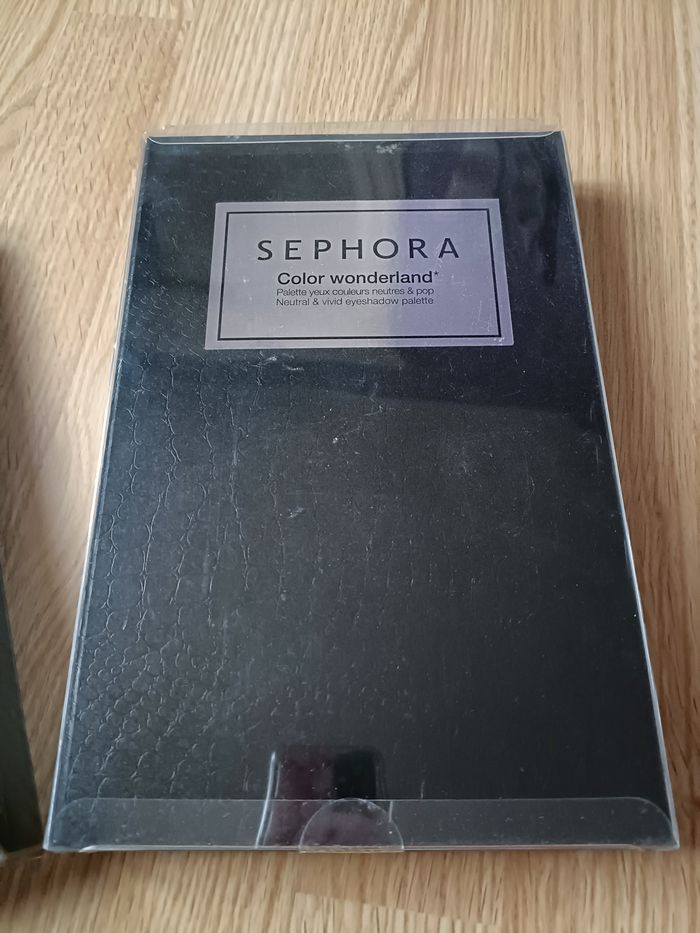 SEPHORA
Color wonderland*
Palette yeux couleurs neutres & pop
Neutral & vivid eyeshadow palette